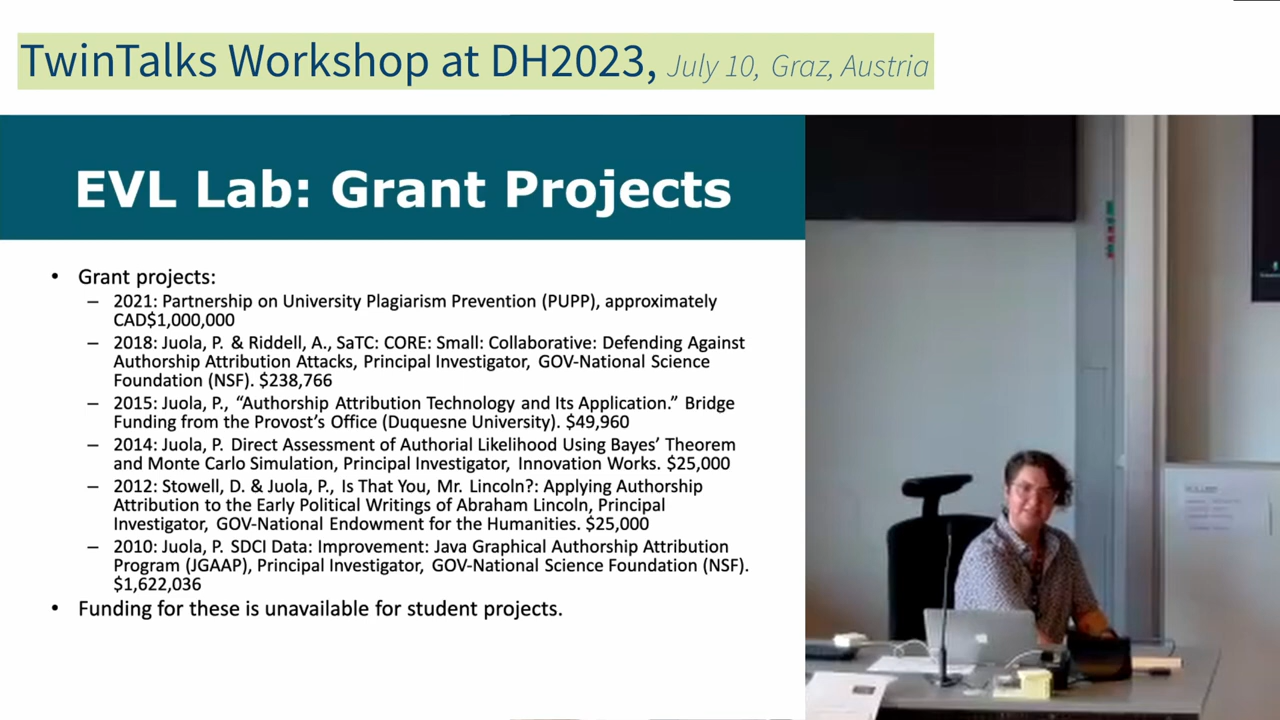 TwinTalks Workshop at DH2023, July 10, Graz, Austria
EVL Lab: Grant Projects
• Grant projects:
– 2021: Partnership on University Plagiarism Prevention (PUPP), approximately
CAD$1,000,000
– 2018: Juola, P. & Riddell, A., SaTC: CORE: Small: Collaborative: Defending Against
Authorship Attribution Attacks, Principal Investigator, GOV-National Science
Foundation (NSF). $238,766
– 2015: Juola, P., “Authorship Attribution Technology and Its Application.” Bridge
Funding from the Provost’s Office (Duquesne University). $49,960
– 2014: Juola, P. Direct Assessment of Authorial Likelihood Using Bayes’ Theorem
and Monte Carlo Simulation, Principal Investigator, Innovation Works. $25,000
– 2012: Stowell, D. & Juola, P., Is That You, Mr. Lincoln?: Applying Authorship
Attribution to the Early Political Writings of Abraham Lincoln, Principal
Investigator, GOV-National Endowment for the Humanities. $25,000
– 2010: Juola, P. SDCI Data: Improvement: Java Graphical Authorship Attribution
Program (JGAAP), Principal Investigator, GOV-National Science Foundation (NSF).
$1,622,036
• Funding for these is unavailable for student projects.